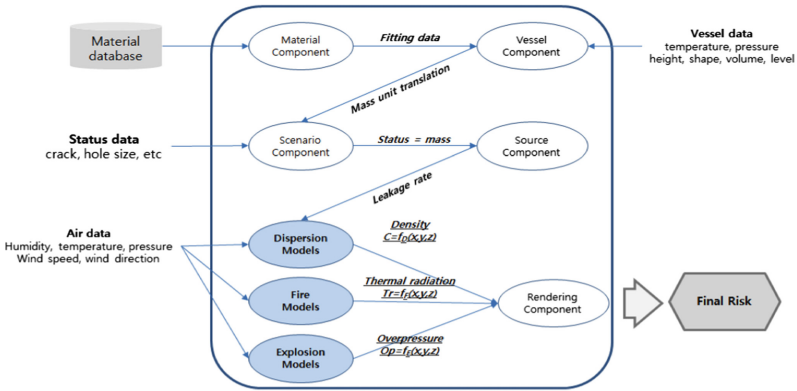 Material
database
Material
Component
Fitting data
Vessel
Component
Vessel data
temperature, pressure
height, shape, volume, level
Mass unit translation
Status data
crack, hole size, etc
Scenario
Component
Status = mass
Source
Component
Leakage rate
Air data
Humidity, temperature, pressure
Wind speed, wind direction
Dispersion
Models
Density
C=fD(x,y,z)
Fire
Models
Thermal radiation
Tr=fF(x,y,z)
Explosion
Models
Overpressure
Op=fE(x,y,z)
Rendering
Component
Final Risk